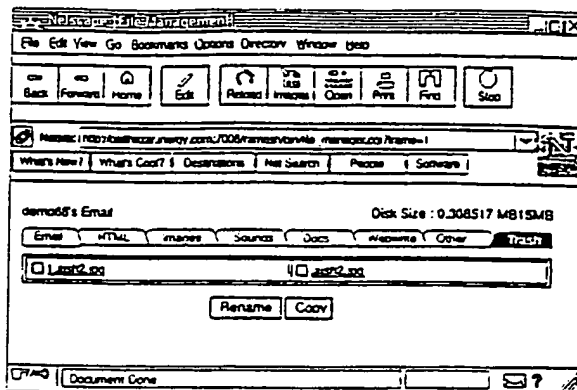 Netscape - [File Management]
File Edit View Go Bookmarks Options Directory Window Help
Back Forward Home Edit Reload Images Open Print Find Stop
What's New? What's Cool? Destinations Net Search People Software
demo68's Email Disk Size : 0.308517 MB15MB
Email HTML Images Sounds Docs Webwrite Other Trash
Rename Copy
Document Done